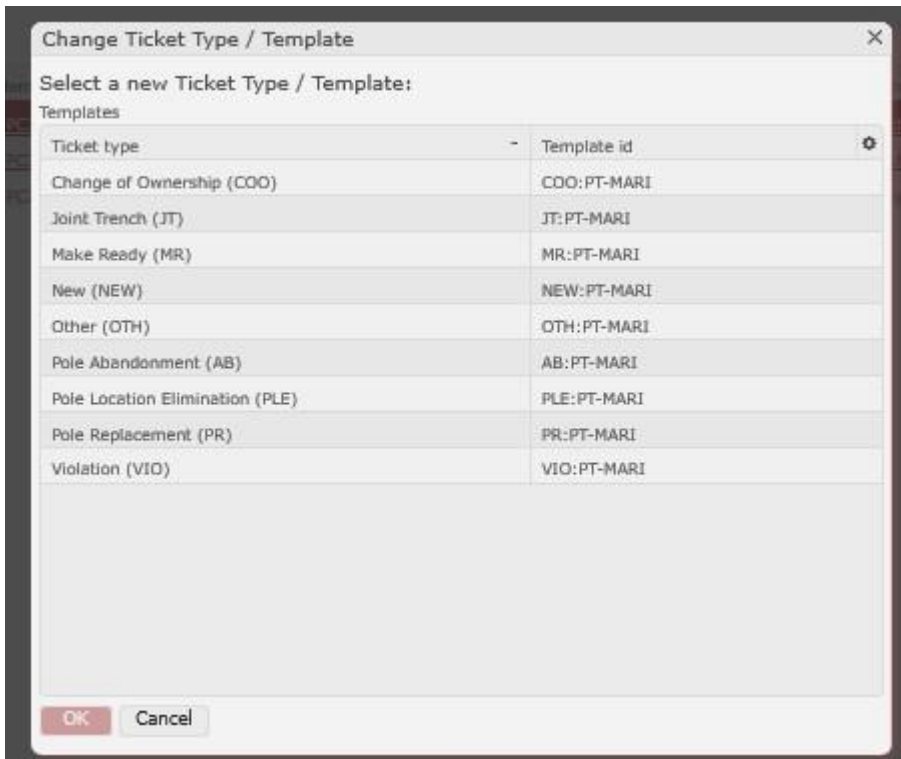 Change Ticket Type / Template
Select a new Ticket Type / Template:
Templates
Ticket type - Template id
Change of Ownership (COO) COO:PT-MARI
Joint Trench (JT) JT:PT-MARI
Make Ready (MR) MR:PT-MARI
New (NEW) NEW:PT-MARI
Other (OTH) OTH:PT-MARI
Pole Abandonment (AB) AB:PT-MARI
Pole Location Elimination (PLE) PLE:PT-MARI
Pole Replacement (PR) PR:PT-MARI
Violation (VIO) VIO:PT-MARI
OK Cancel